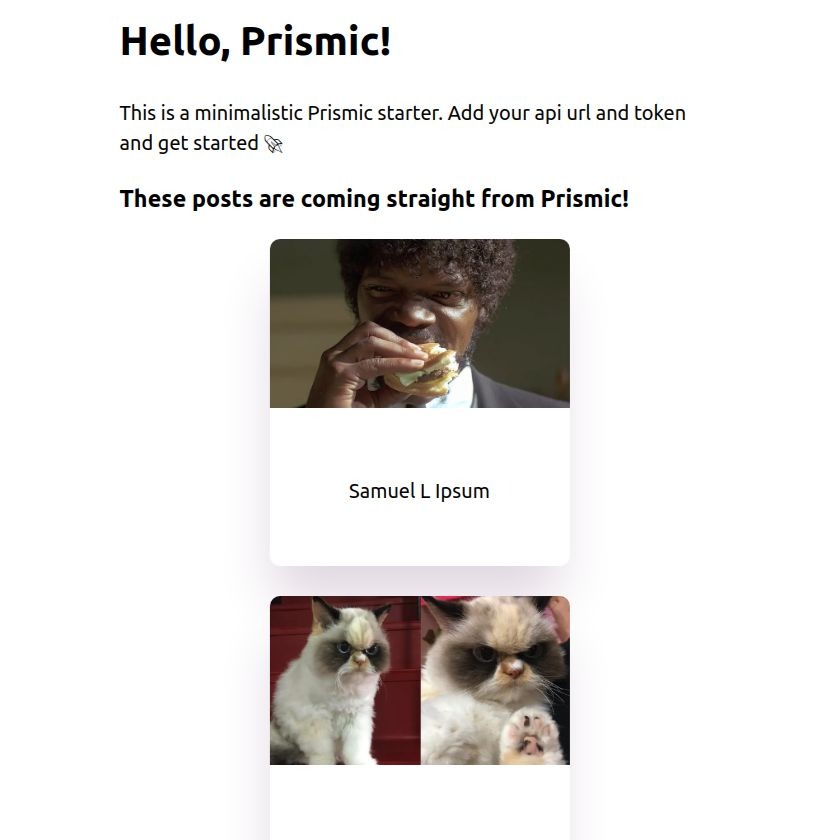 Hello, Prismic!
This is a minimalistic Prismic starter. Add your api url and token
and get started 🚀
These posts are coming straight from Prismic!
Samuel L Ipsum